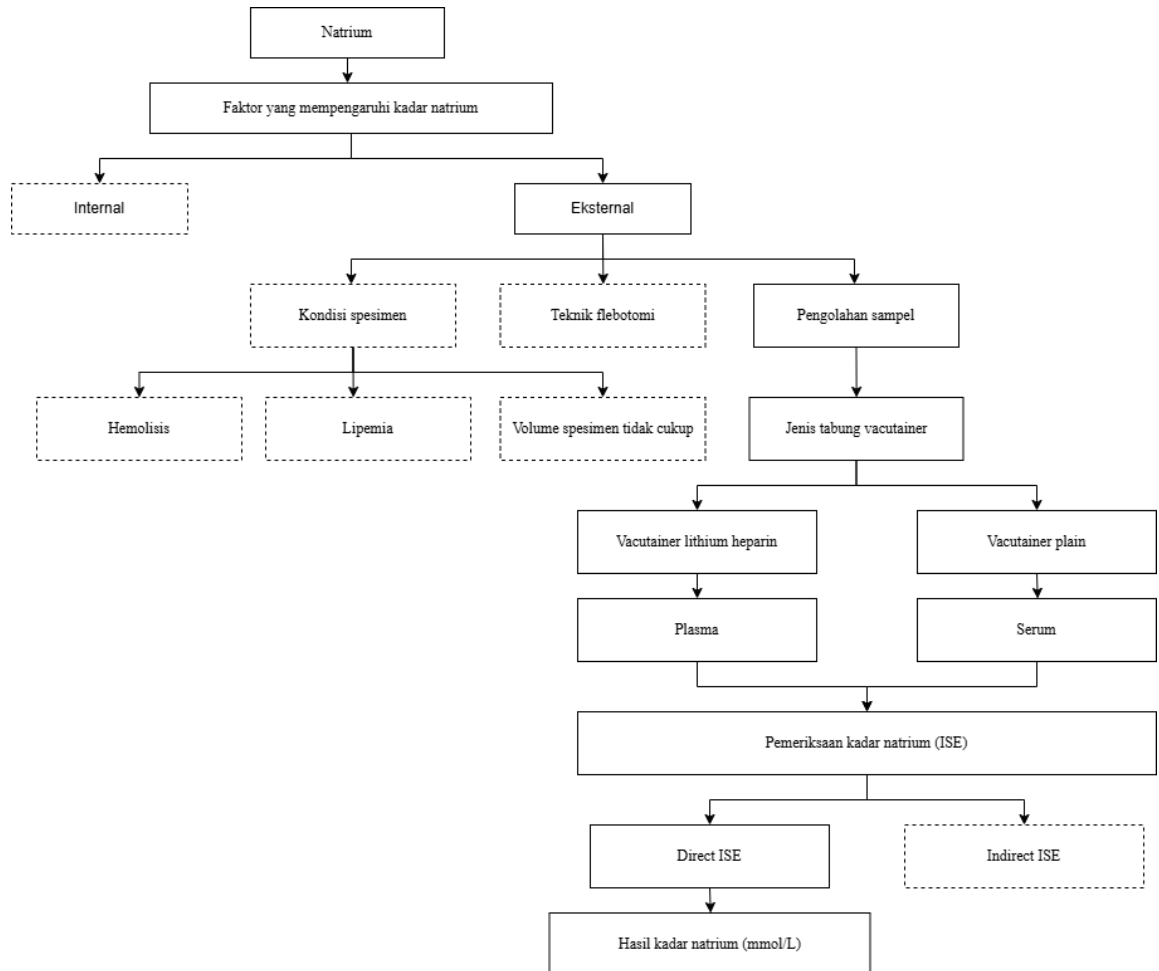 Natrium
Faktor yang mempengaruhi kadar natrium
Internal
Eksternal
Kondisi spesimen
Teknik flebotomi
Pengolahan sampel
Hemolisis
Lipemia
Volume spesimen tidak cukup
Jenis tabung vacutainer
Vacutainer lithium heparin
Vacutainer plain
Plasma
Serum
Pemeriksaan kadar natrium (ISE)
Direct ISE
Indirect ISE
Hasil kadar natrium (mmol/L)